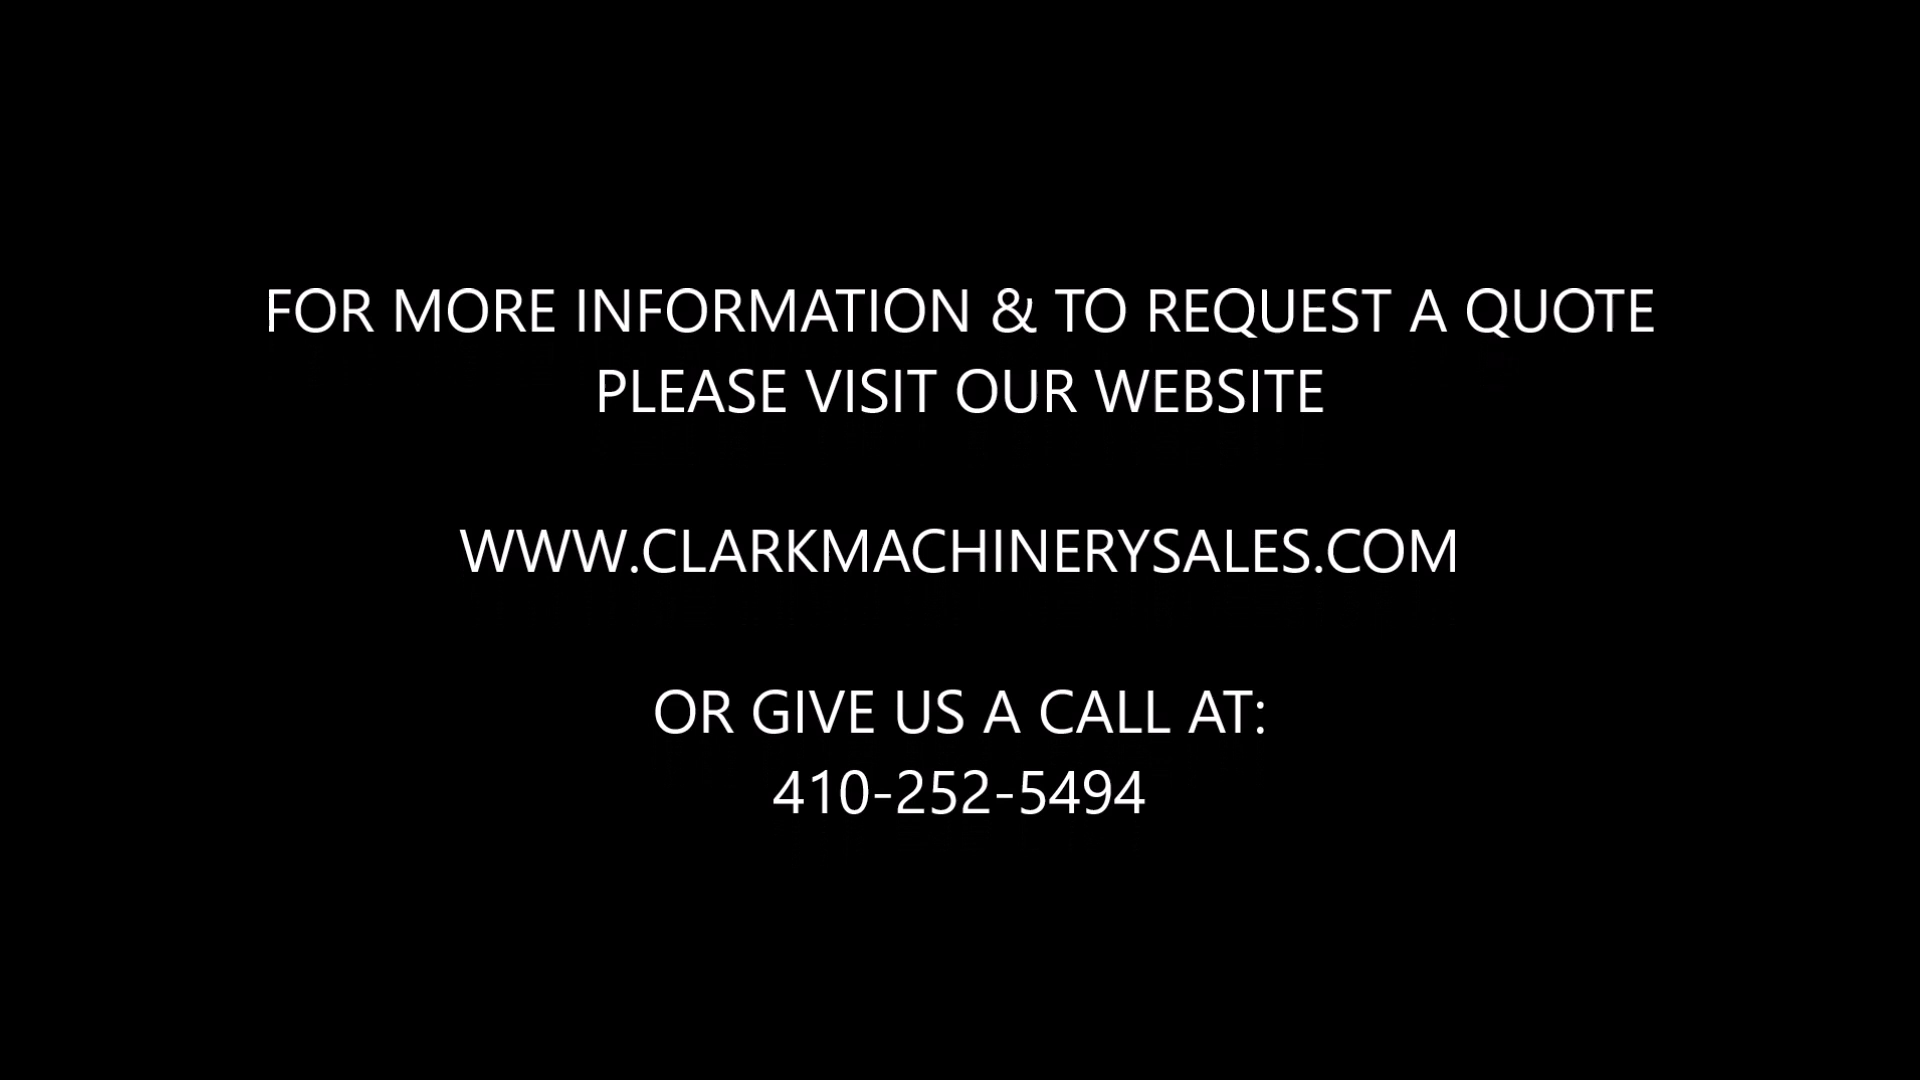 FOR MORE INFORMATION & TO REQUEST A QUOTE
PLEASE VISIT OUR WEBSITE
WWW.CLARKMACHINERYSALES.COM
OR GIVE US A CALL AT:
410-252-5494